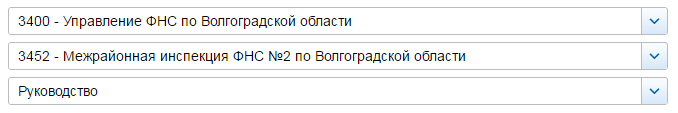 3400 - Управление ФНС по Волгоградской области
3452 - Межрайонная инспекция ФНС №2 по Волгоградской области
Руководство